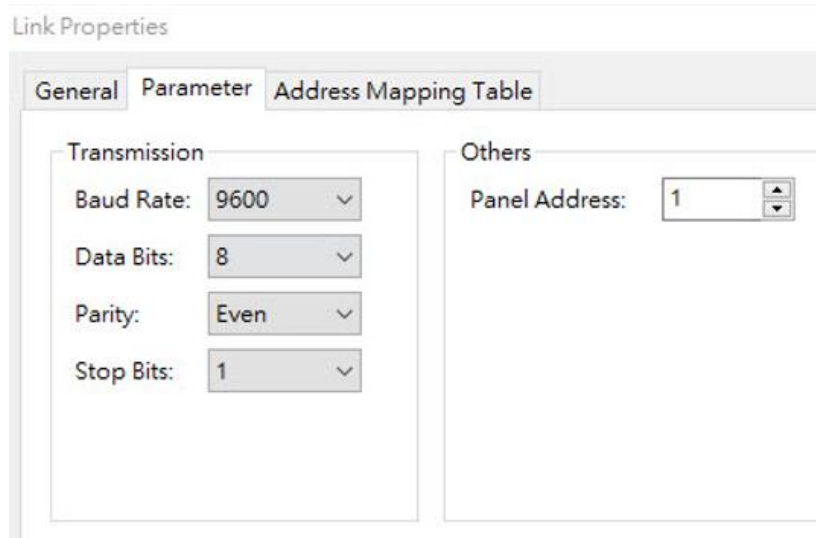 Link Properties
General Parameter Address Mapping Table
Transmission
Baud Rate: 9600
Data Bits: 8
Parity: Even
Stop Bits: 1
Others
Panel Address: 1